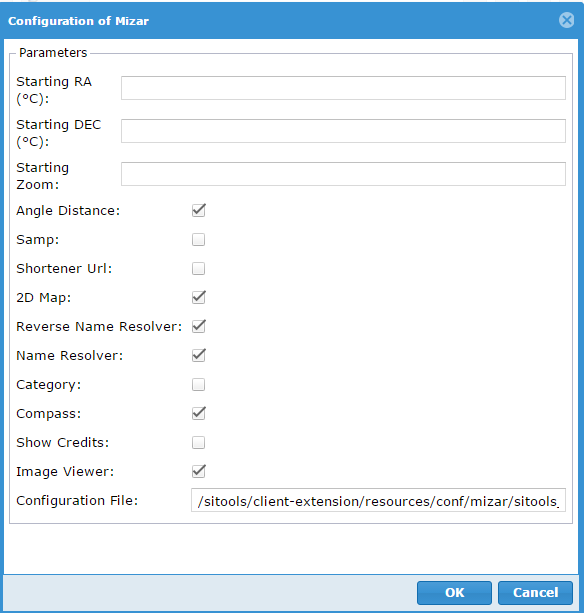 Configuration of Mizar
Parameters
Starting RA
(°C):
Starting DEC
(°C):
Starting
Zoom:
Angle Distance:
Samp:
Shortener Url:
2D Map:
Reverse Name Resolver:
Name Resolver:
Category:
Compass:
Show Credits:
Image Viewer:
Configuration File: /sitools/client-extension/resources/conf/mizar/sitools_
OK Cancel